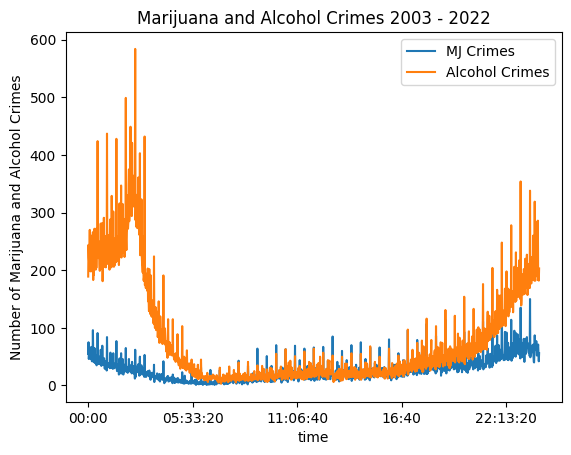 Marijuana and Alcohol Crimes 2003 - 2022
MJ Crimes
Alcohol Crimes
Number of Marijuana and Alcohol Crimes
600
500
400
300
200
100
0
00:00 05:33:20 11:06:40 16:40 22:13:20
time